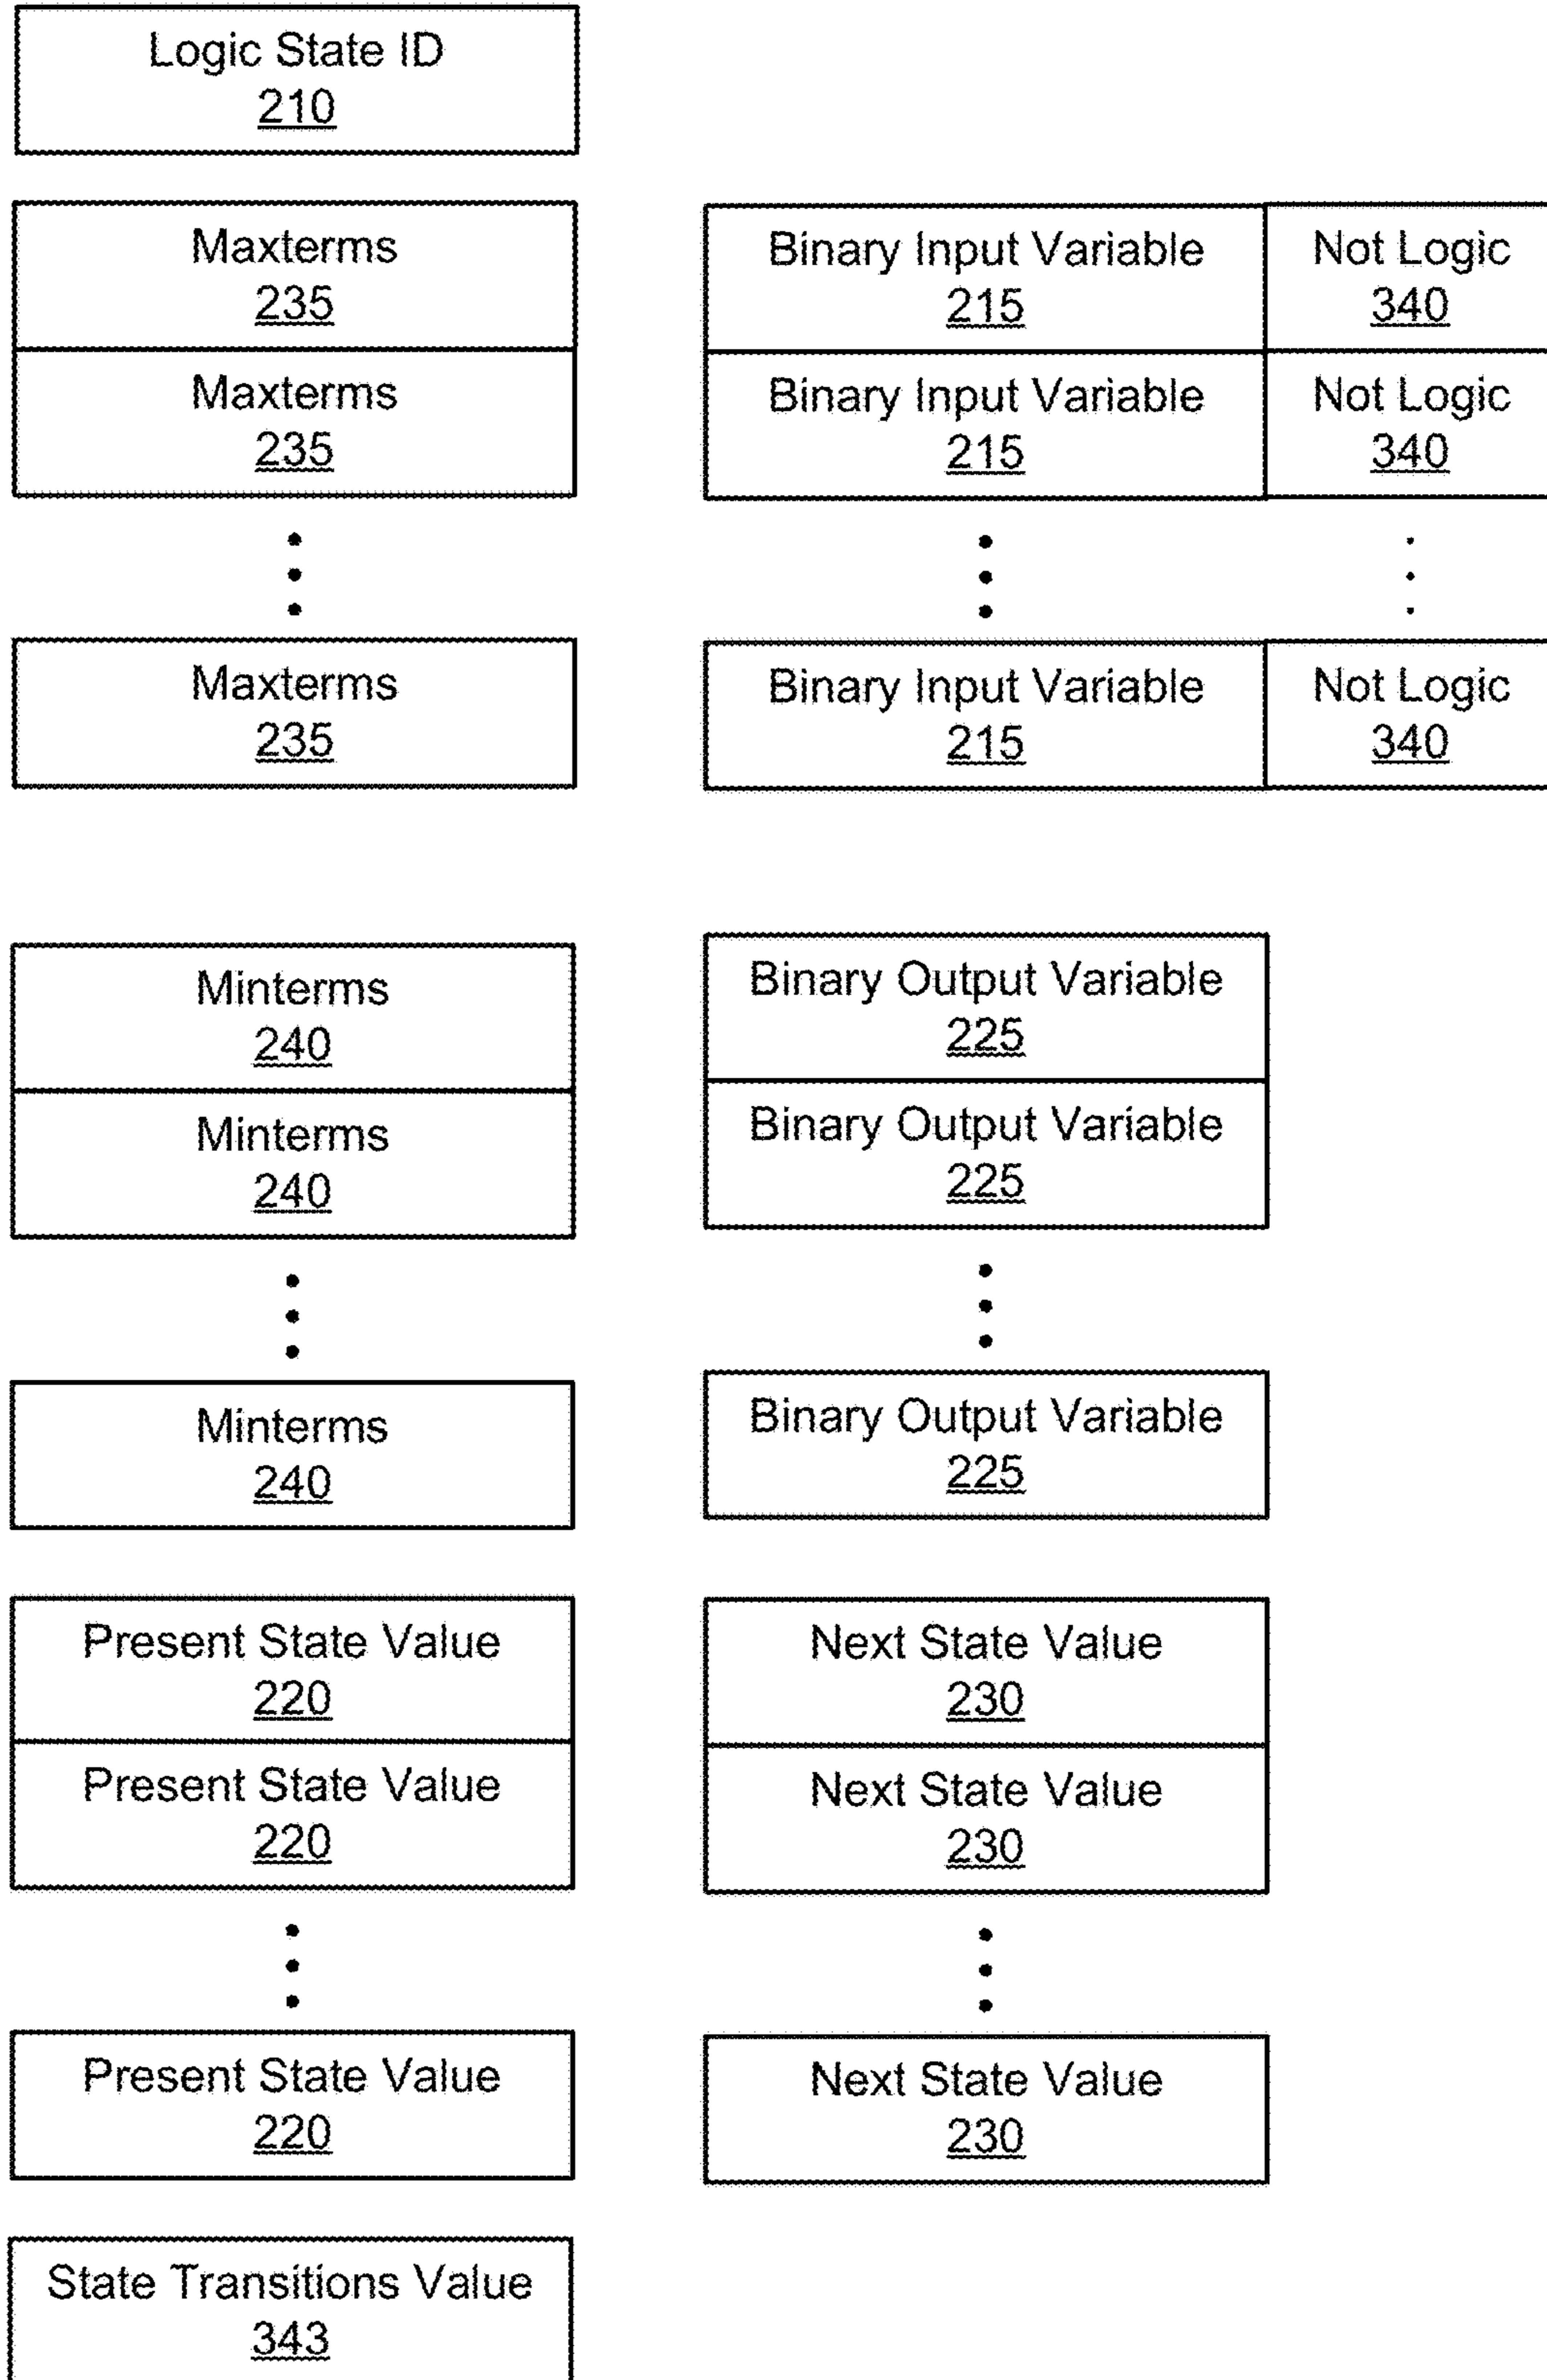 Logic State ID
210
Maxterms
235
Binary Input Variable
215
Not Logic
340
Maxterms
235
Binary Input Variable
215
Not Logic
340
Maxterms
235
Binary Input Variable
215
Not Logic
340
Minterms
240
Binary Output Variable
225
Minterms
240
Binary Output Variable
225
Minterms
240
Binary Output Variable
225
Present State Value
220
Next State Value
230
Present State Value
220
Next State Value
230
Present State Value
220
Next State Value
230
State Transitions Value
343